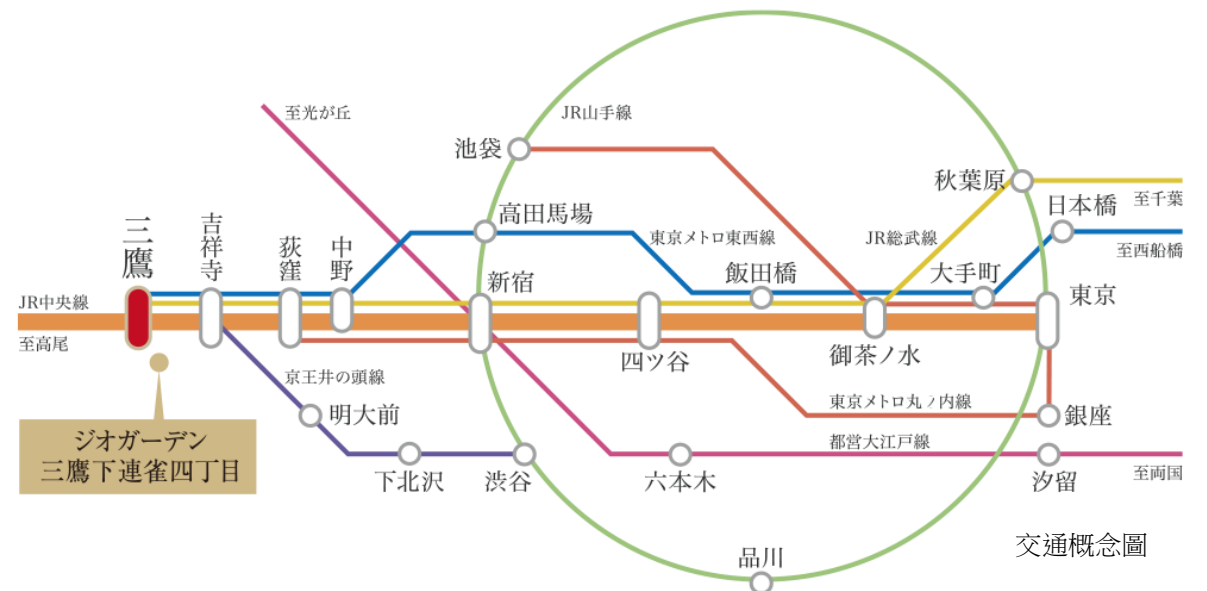 至光が丘
JR山手線
池袋
秋葉原
至千葉
高田馬場
日本橋
東京メトロ東西線
JR総武線
至西船橋
三鷹
吉祥寺
荻窪
中野
飯田橋
大手町
新宿
東京
JR中央線
至高尾
四ツ谷
御茶ノ水
京王井の頭線
東京メトロ丸ノ内線
明大前
銀座
ジオガーデン
三鷹下連雀四丁目
都営大江戸線
下北沢
渋谷
六本木
汐留
至両国
交通概念圖
品川